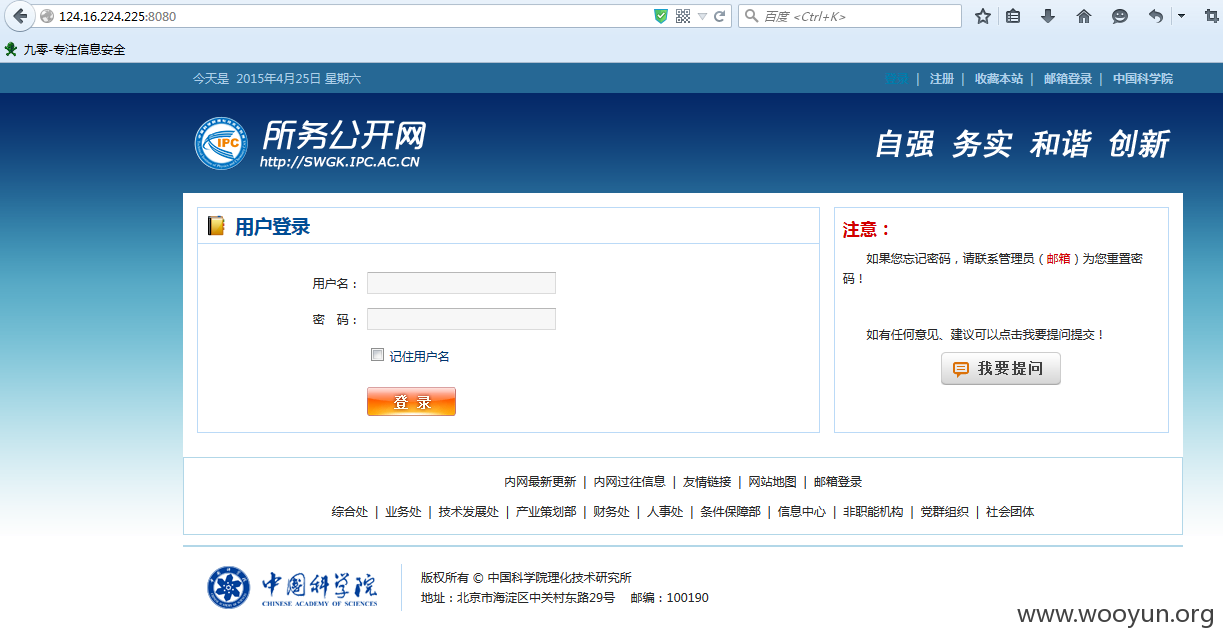 124.16.224.225:8080
百度 <Ctrl+K>
九零-专注信息安全
今天是 2015年4月25日 星期六
登录 | 注册 | 收藏本站 | 邮箱登录 | 中国科学院
IPC
所务公开网
http://SWGK.IPC.AC.CN
自强 务实 和谐 创新
用户登录
用户名：
密 码：
记住用户名
登 录
注意：
如果您忘记密码，请联系管理员（邮箱）为您重置密
码！
如有任何意见、建议可以点击我要提问提交！
我要提问
内网最新更新 | 内网过往信息 | 友情链接 | 网站地图 | 邮箱登录
综合处 | 业务处 | 技术发展处 | 产业策划部 | 财务处 | 人事处 | 条件保障部 | 信息中心 | 非职能机构 | 党群组织 | 社会团体
中国科学院
CHINESE ACADEMY OF SCIENCES
版权所有 © 中国科学院理化技术研究所
地址：北京市海淀区中关村东路29号 邮编：100190
www.wooyun.org